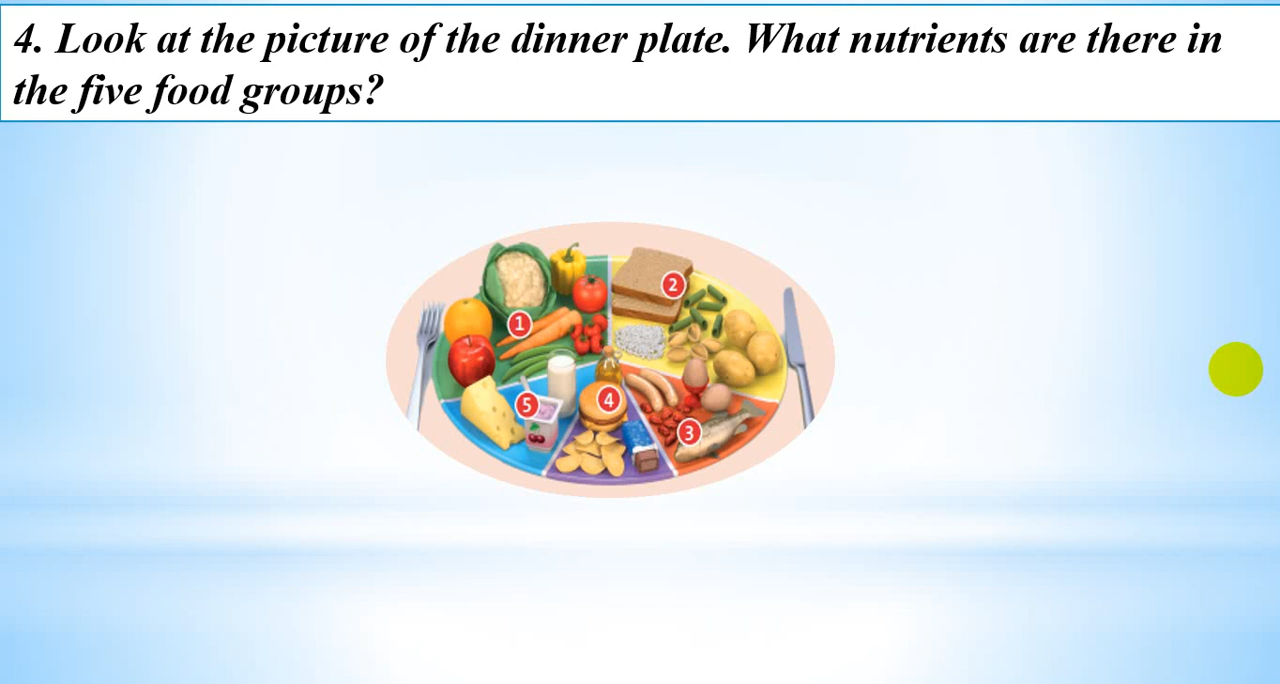 4. Look at the picture of the dinner plate. What nutrients are there in
the five food groups?
2
1
5
4
3